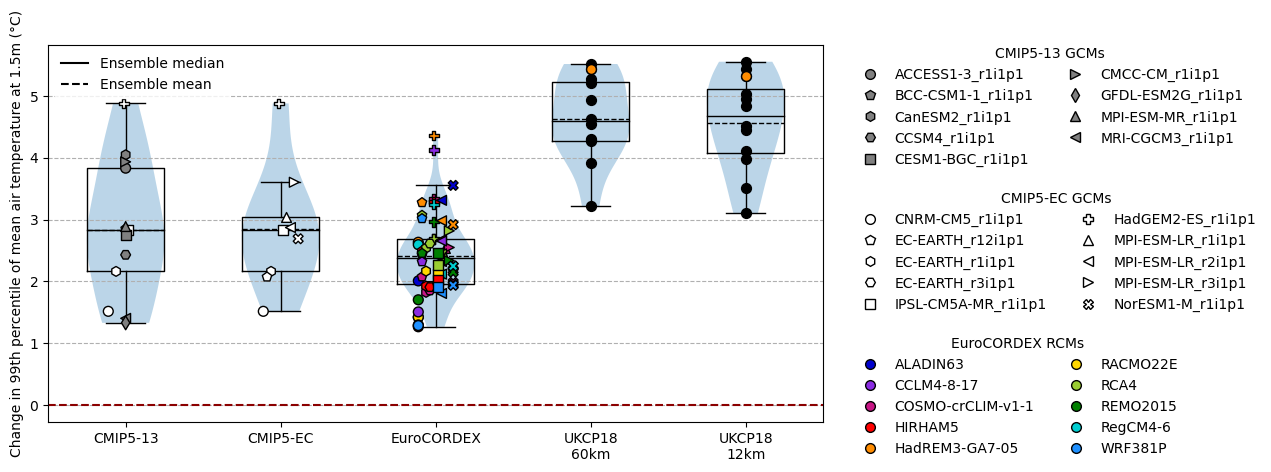 Change in 99th percentile of mean air temperature at 1.5m (°C)
Ensemble median
Ensemble mean
5
4
3
2
1
0
CMIP5-13
CMIP5-EC
EuroCORDEX
UKCP18
60km
UKCP18
12km
CMIP5-13 GCMs
ACCESS1-3_r1i1p1
BCC-CSM1-1_r1i1p1
CanESM2_r1i1p1
CCSM4_r1i1p1
CESM1-BGC_r1i1p1
CMCC-CM_r1i1p1
GFDL-ESM2G_r1i1p1
MPI-ESM-MR_r1i1p1
MRI-CGCM3_r1i1p1
CMIP5-EC GCMs
CNRM-CM5_r1i1p1
EC-EARTH_r12i1p1
EC-EARTH_r1i1p1
EC-EARTH_r3i1p1
IPSL-CM5A-MR_r1i1p1
HadGEM2-ES_r1i1p1
MPI-ESM-LR_r1i1p1
MPI-ESM-LR_r2i1p1
MPI-ESM-LR_r3i1p1
NorESM1-M_r1i1p1
EuroCORDEX RCMs
ALADIN63
CCLM4-8-17
COSMO-crCLIM-v1-1
HIRHAM5
HadREM3-GA7-05
RACMO22E
RCA4
REMO2015
RegCM4-6
WRF381P